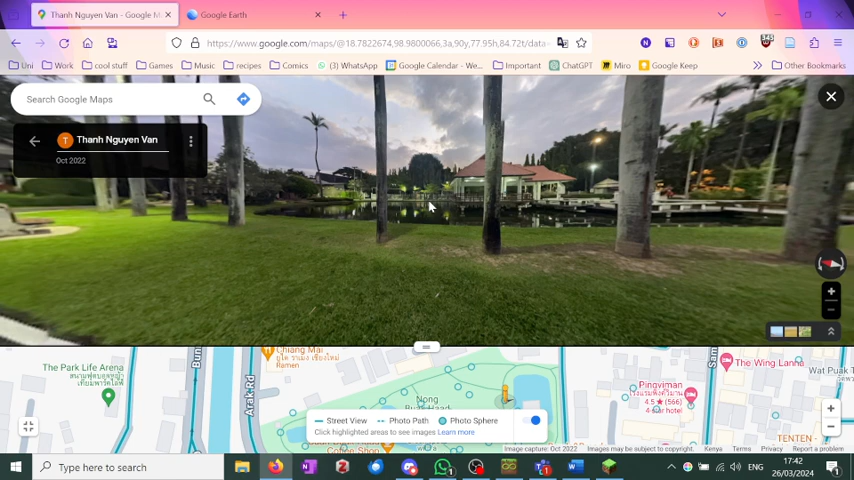 Thanh Nguyen Van - Google M
Google Earth
https://www.google.com/maps/@18.7822674,98.9800066,3a,90y,77.95h,84.72t/data
345
Uni
Work
cool stuff
Games
Music
recipes
Comics
(3) WhatsApp
Google Calendar - We...
Important
ChatGPT
Miro
Google Keep
Other Bookmarks
Search Google Maps
T
Thanh Nguyen Van
Oct 2022
The Park Life Arena
Arak Rd
Chiang Mai
Ramen
Nong
Pingviman
4.5★(566)
4-star hotel
The Wing Lanna
Wat Puak T
TENTEN -
Street View
Photo Path
Photo Sphere
Click highlighted areas to see images Learn more
Image capture: Oct 2022
Images may be subject to copyright.
Kenya
Terms
Privacy
Report a problem
Type here to search
ENG
17:42
26/03/2024